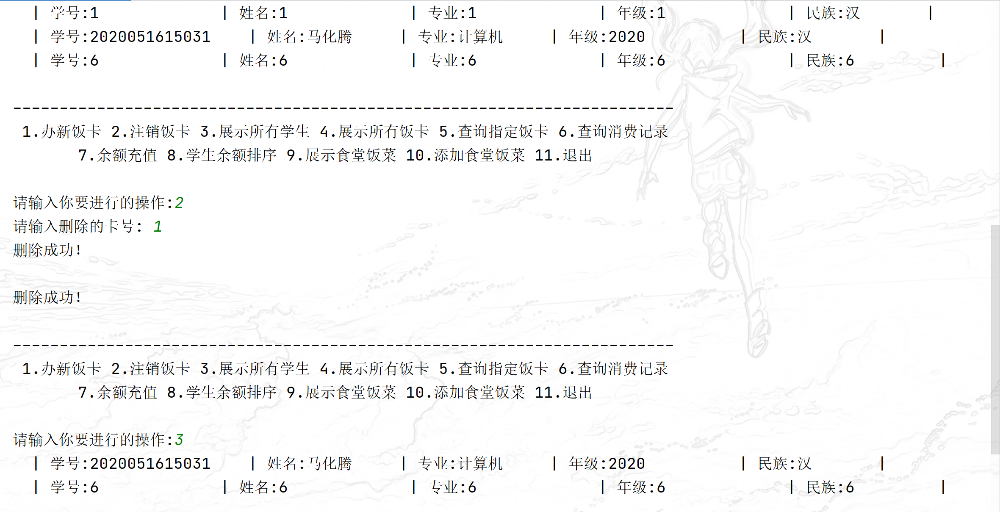 | 学号:1 | 姓名:1 | 专业:1 | 年级:1 | 民族:汉 |
| 学号:2020051615031 | 姓名:马化腾 | 专业:计算机 | 年级:2020 | 民族:汉 |
| 学号:6 | 姓名:6 | 专业:6 | 年级:6 | 民族:6 |
-----------------------------------------------------------------------
1.办新饭卡 2.注销饭卡 3.展示所有学生 4.展示所有饭卡 5.查询指定饭卡 6.查询消费记录
7.余额充值 8.学生余额排序 9.展示食堂饭菜 10.添加食堂饭菜 11.退出
请输入你要进行的操作:2
请输入删除的卡号: 1
删除成功!
删除成功!
-----------------------------------------------------------------------
1.办新饭卡 2.注销饭卡 3.展示所有学生 4.展示所有饭卡 5.查询指定饭卡 6.查询消费记录
7.余额充值 8.学生余额排序 9.展示食堂饭菜 10.添加食堂饭菜 11.退出
请输入你要进行的操作:3
| 学号:2020051615031 | 姓名:马化腾 | 专业:计算机 | 年级:2020 | 民族:汉 |
| 学号:6 | 姓名:6 | 专业:6 | 年级:6 | 民族:6 |